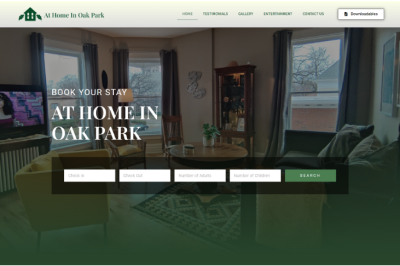 At Home In Oak Park
HOME TESTIMONIALS GALLERY ENTERTAINMENT CONTACT US Downloadables
BOOK YOUR STAY
AT HOME IN
OAK PARK
Check In Check Out Number of Adults Number of Children SEARCH